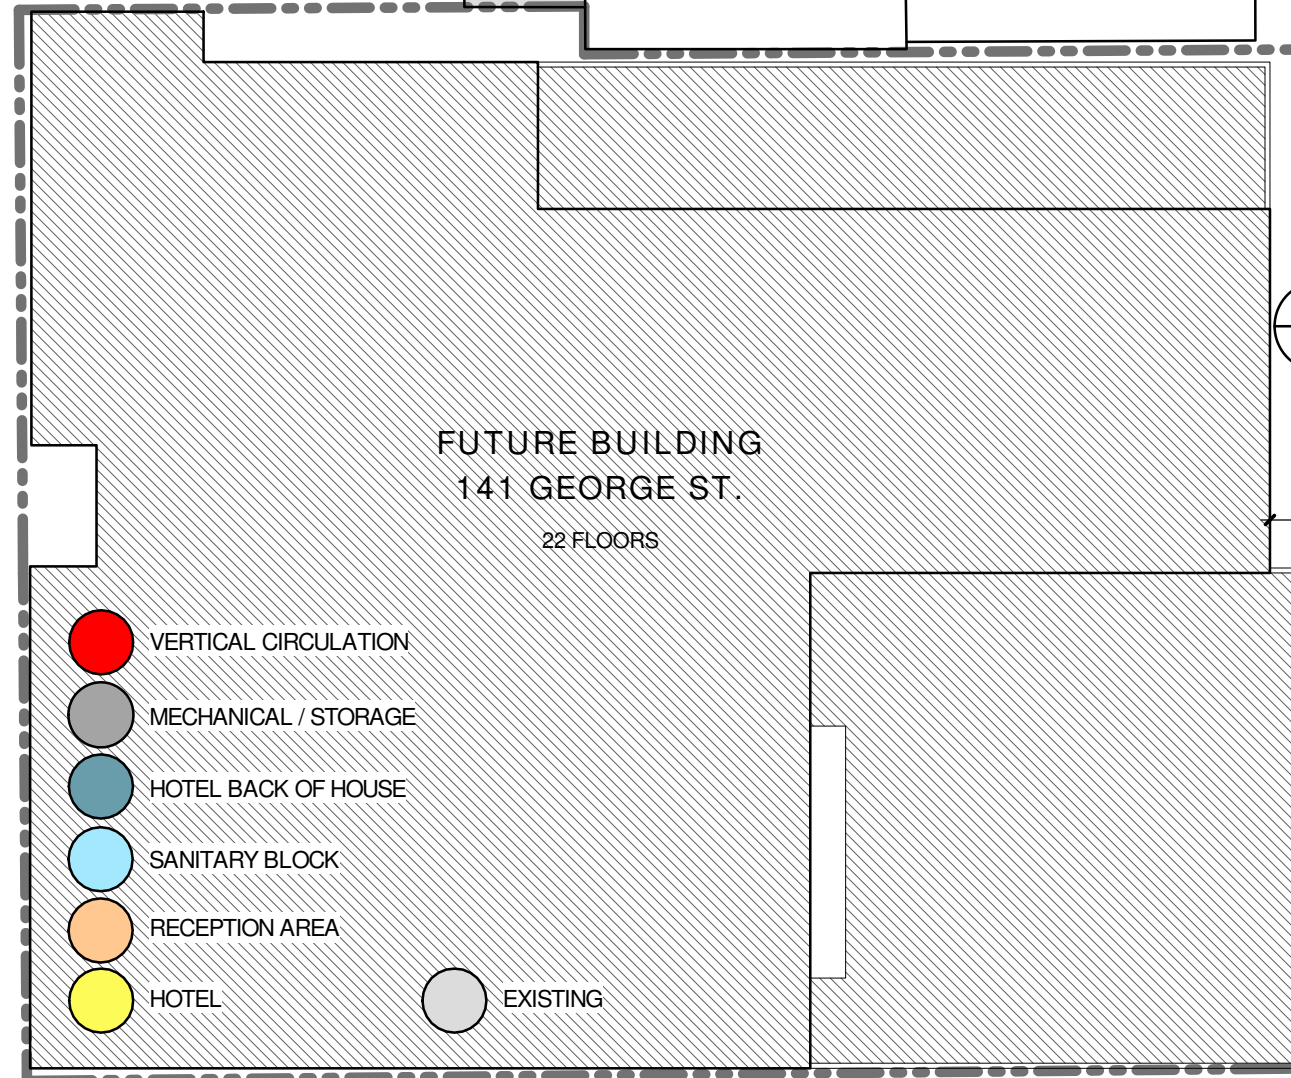 FUTURE BUILDING
141 GEORGE ST.
22 FLOORS
VERTICAL CIRCULATION
MECHANICAL / STORAGE
HOTEL BACK OF HOUSE
SANITARY BLOCK
RECEPTION AREA
HOTEL
EXISTING